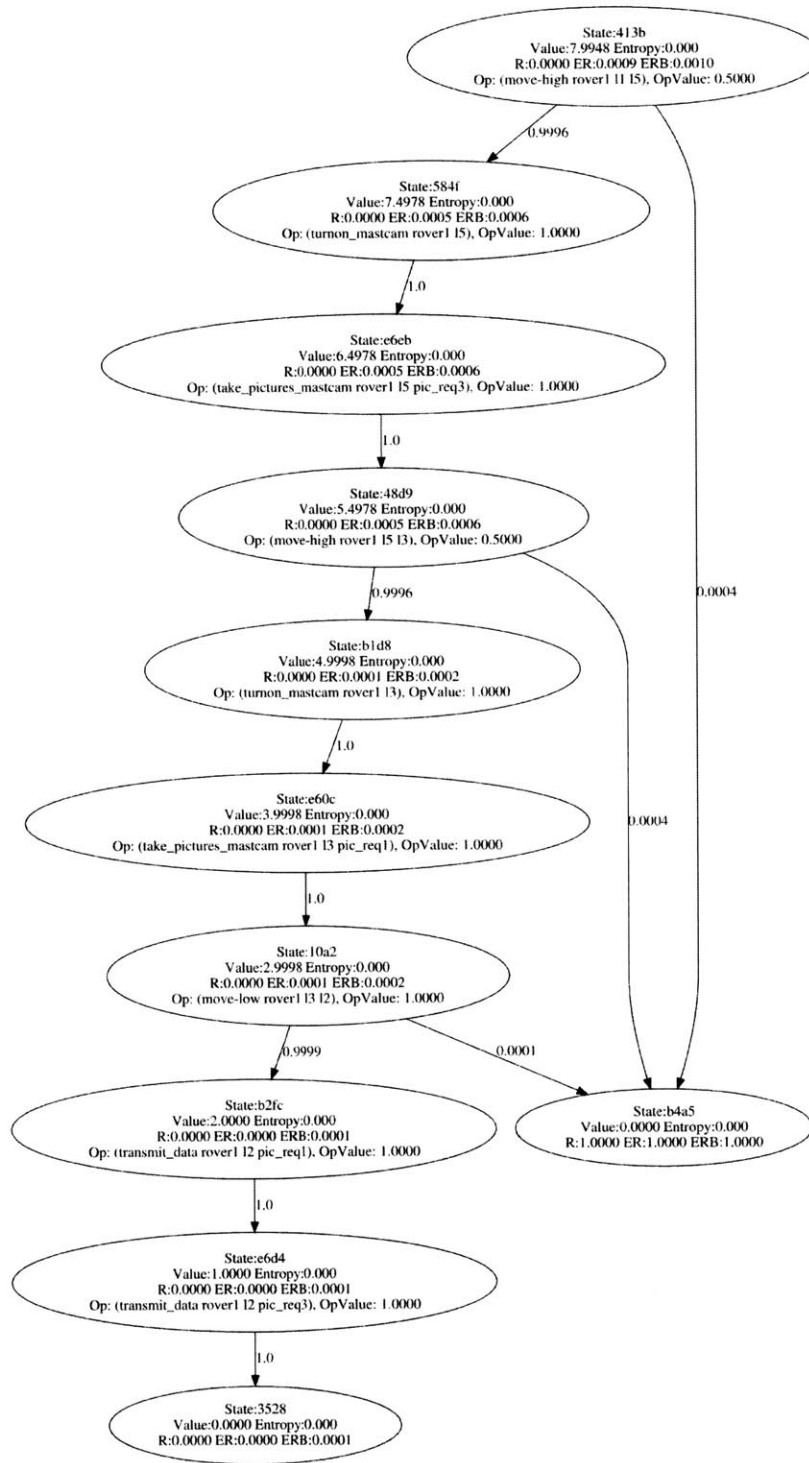 State:413b
Value:7.9948 Entropy:0.000
R:0.0000 ER:0.0009 ERB:0.0010
Op: (move-high rover1 l1 l5), OpValue: 0.5000
0.9996
State:584f
Value:7.4978 Entropy:0.000
R:0.0000 ER:0.0005 ERB:0.0006
Op: (turnon_mastcam rover1 l5), OpValue: 1.0000
1.0
State:e6eb
Value:6.4978 Entropy:0.000
R:0.0000 ER:0.0005 ERB:0.0006
Op: (take_pictures_mastcam rover1 l5 pic_req3), OpValue: 1.0000
1.0
State:48d9
Value:5.4978 Entropy:0.000
R:0.0000 ER:0.0005 ERB:0.0006
Op: (move-high rover1 l5 l3), OpValue: 0.5000
0.0004
0.9996
State:b1d8
Value:4.9998 Entropy:0.000
R:0.0000 ER:0.0001 ERB:0.0002
Op: (turnon_mastcam rover1 l3), OpValue: 1.0000
1.0
State:e60c
Value:3.9998 Entropy:0.000
R:0.0000 ER:0.0001 ERB:0.0002
Op: (take_pictures_mastcam rover1 l3 pic_req1), OpValue: 1.0000
0.0004
1.0
State:10a2
Value:2.9998 Entropy:0.000
R:0.0000 ER:0.0001 ERB:0.0002
Op: (move-low rover1 l3 l2), OpValue: 1.0000
0.9999
0.0001
State:b2fc
Value:2.0000 Entropy:0.000
R:0.0000 ER:0.0000 ERB:0.0001
Op: (transmit_data rover1 l2 pic_req1), OpValue: 1.0000
State:b4a5
Value:0.0000 Entropy:0.000
R:1.0000 ER:1.0000 ERB:1.0000
1.0
State:e6d4
Value:1.0000 Entropy:0.000
R:0.0000 ER:0.0000 ERB:0.0001
Op: (transmit_data rover1 l2 pic_req3), OpValue: 1.0000
1.0
State:3528
Value:0.0000 Entropy:0.000
R:0.0000 ER:0.0000 ERB:0.0001